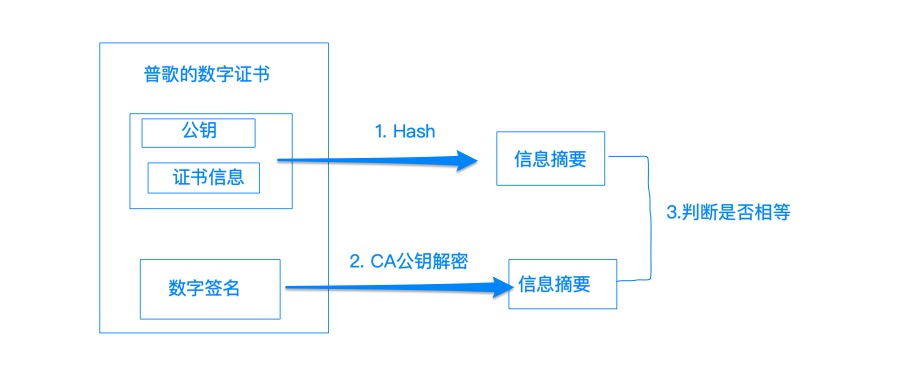 普歌的数字证书
公钥
证书信息
1. Hash
信息摘要
3.判断是否相等
数字签名
2. CA公钥解密
信息摘要